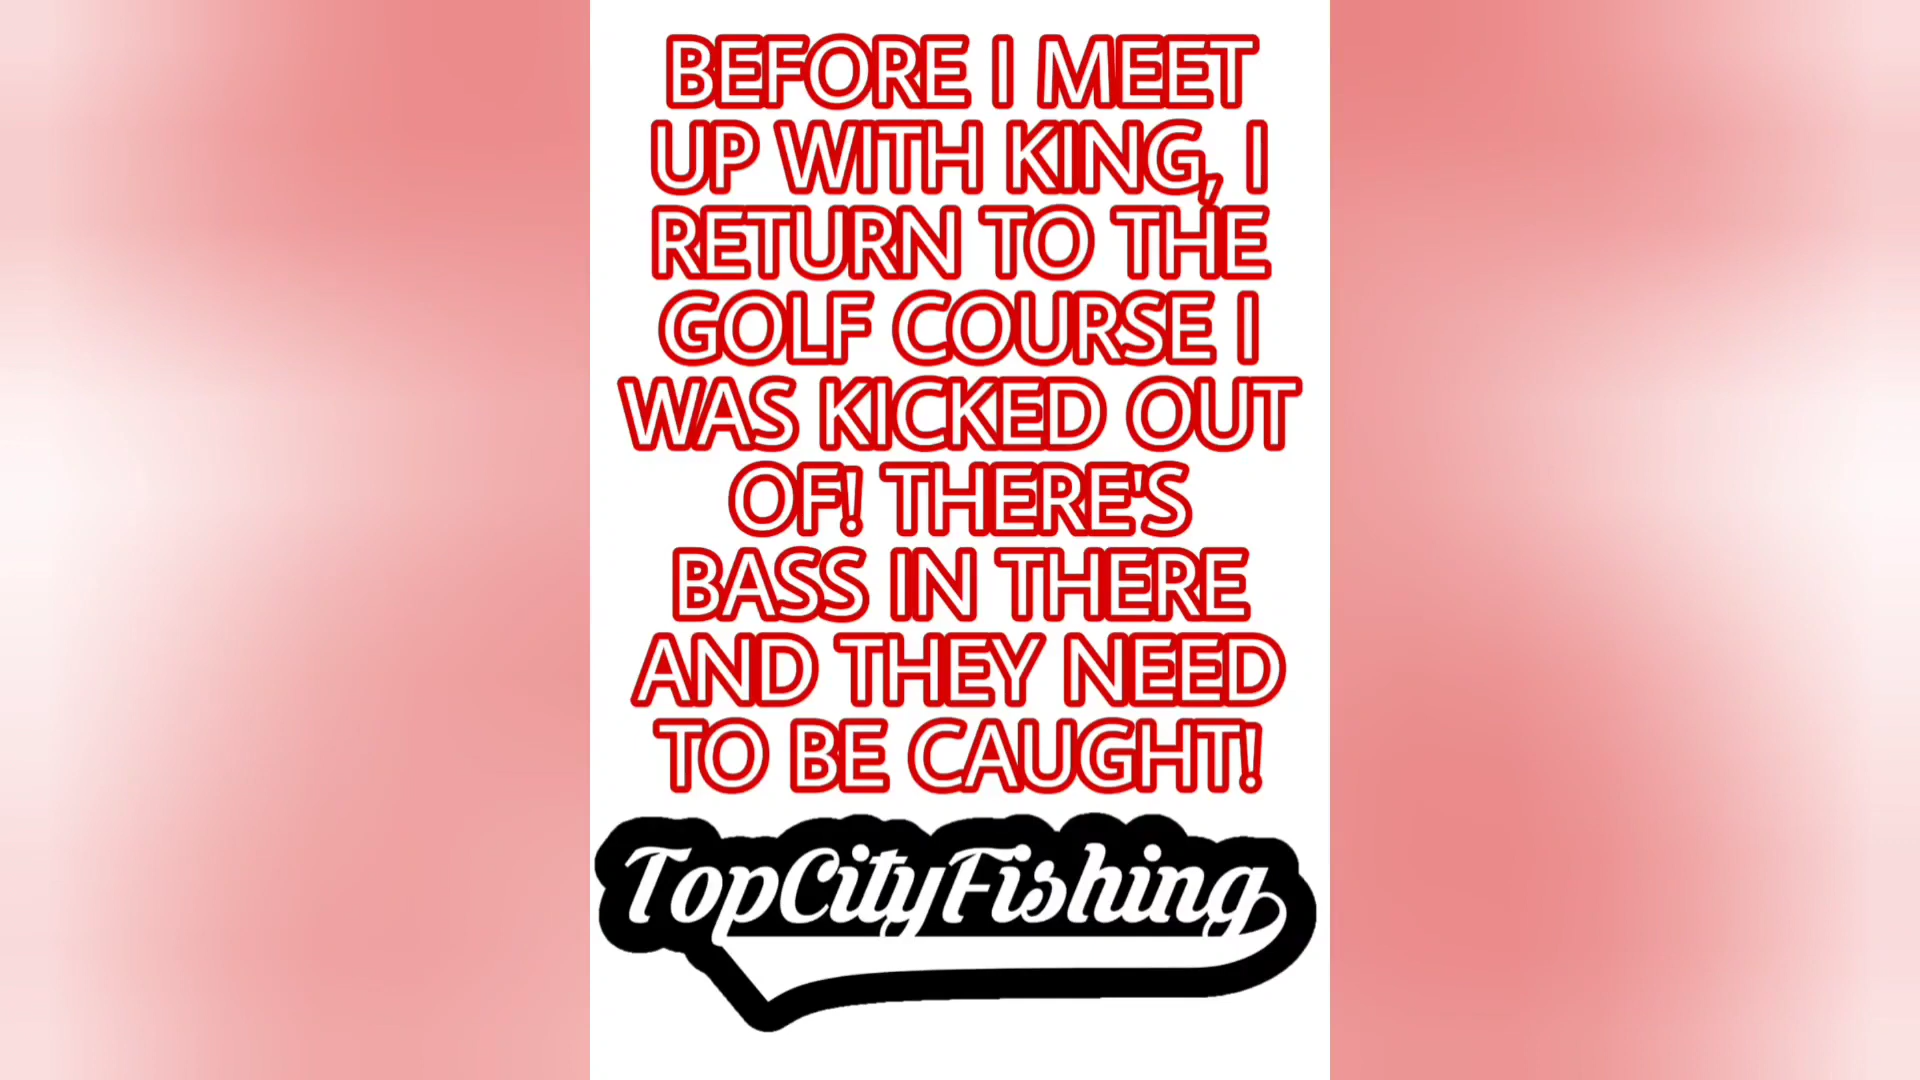 BEFORE I MEET
UP WITH KING, I
RETURN TO THE
GOLF COURSE I
WAS KICKED OUT
OF! THERE'S
BASS IN THERE
AND THEY NEED
TO BE CAUGHT!
TopCityFishing